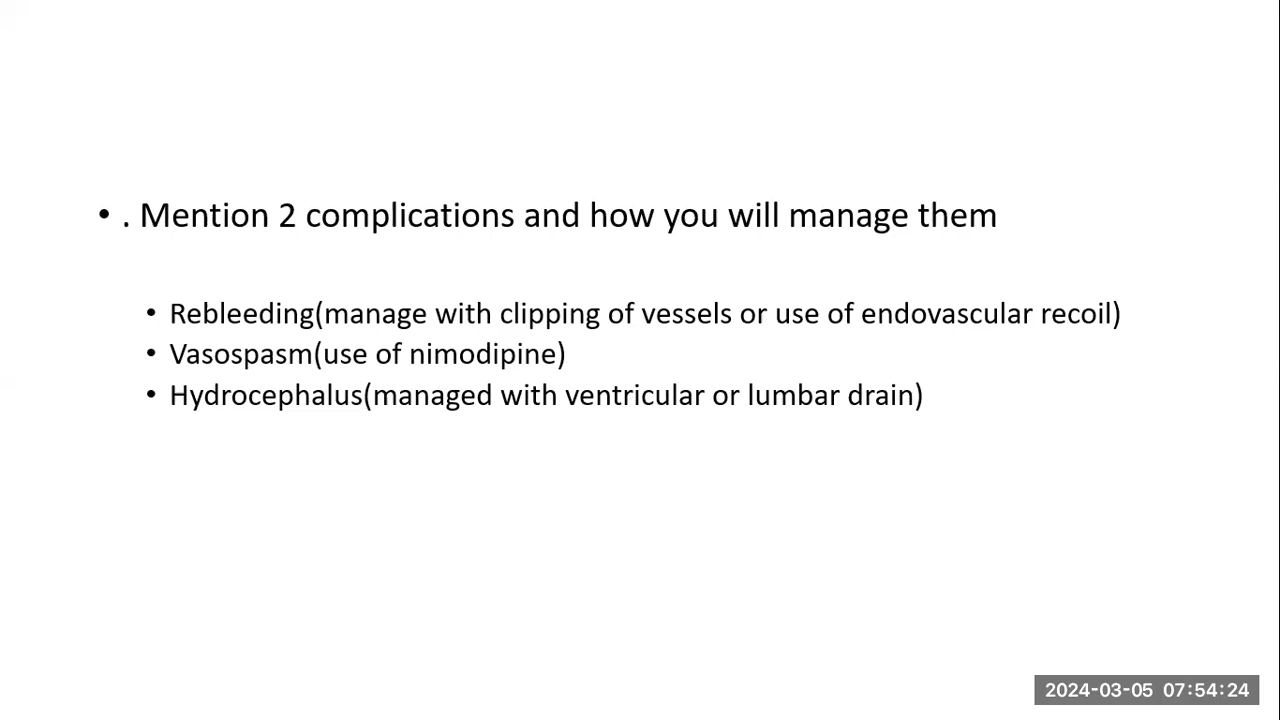 • . Mention 2 complications and how you will manage them
• Rebleeding(manage with clipping of vessels or use of endovascular recoil)
• Vasospasm(use of nimodipine)
• Hydrocephalus(managed with ventricular or lumbar drain)
2024-03-05 07:54:24